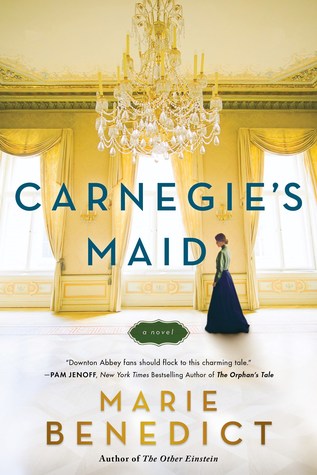 CARNEGIE'S
MAID
a novel
"Downton Abbey fans should flock to this charming tale."
—PAM JENOFF, New York Times Bestselling Author of The Orphan's Tale
MARIE
BENEDICT
Author of The Other Einstein